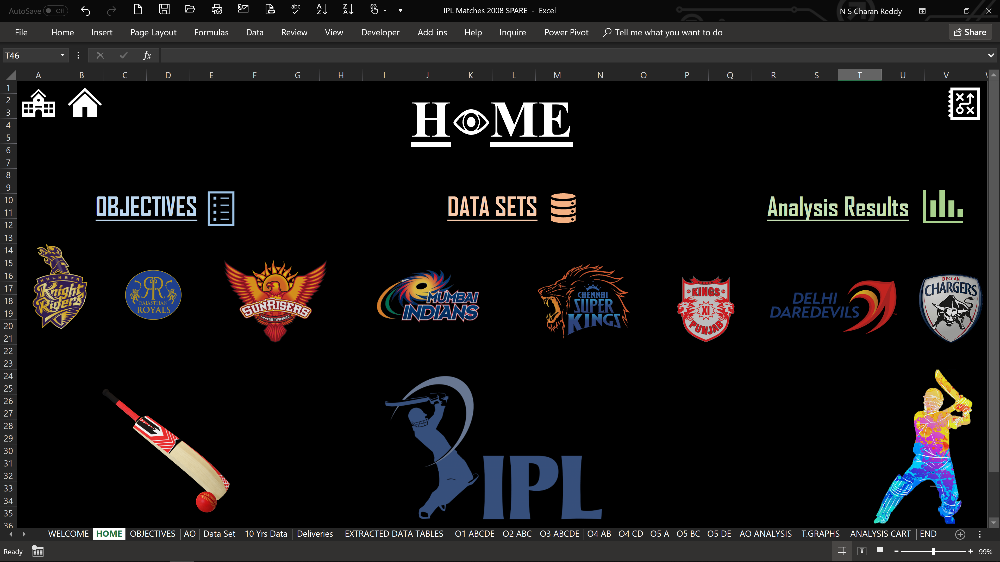 AutoSave Off
abc
A Z
Z A
IPL Matches 2008 SPARE - Excel
N S Charan Reddy
File Home Insert Page Layout Formulas Data Review View Developer Add-ins Help Inquire Power Pivot Tell me what you want to do Share
T46 fx
A B C D E F G H I J K L M N O P Q R S T U V
1
2
3
4
5
6
7
8
9
10
11
12
13
14
15
16
17
18
19
20
21
22
23
24
25
26
27
28
29
30
31
32
33
34
35
36
H ME
OBJECTIVES
DATA SETS
Analysis Results
KOLKATA
Knight
Riders
RR
RAJASTHAN
ROYALS
SUNRISERS
HYDERABAD
MUMBAI
INDIANS
CHENNAI
SUPER
KINGS
KINGS
XI
PUNJAB
DELHI
DAREDEVILS
™
DECCAN
CHARGERS
IPL
WELCOME HOME OBJECTIVES AO Data Set 10 Yrs Data Deliveries EXTRACTED DATA TABLES O1 ABCDE O2 ABC O3 ABCDE O4 AB O4 CD O5 A O5 BC O5 DE AO ANALYSIS T.GRAPHS ANALYSIS CART END
Ready
99%